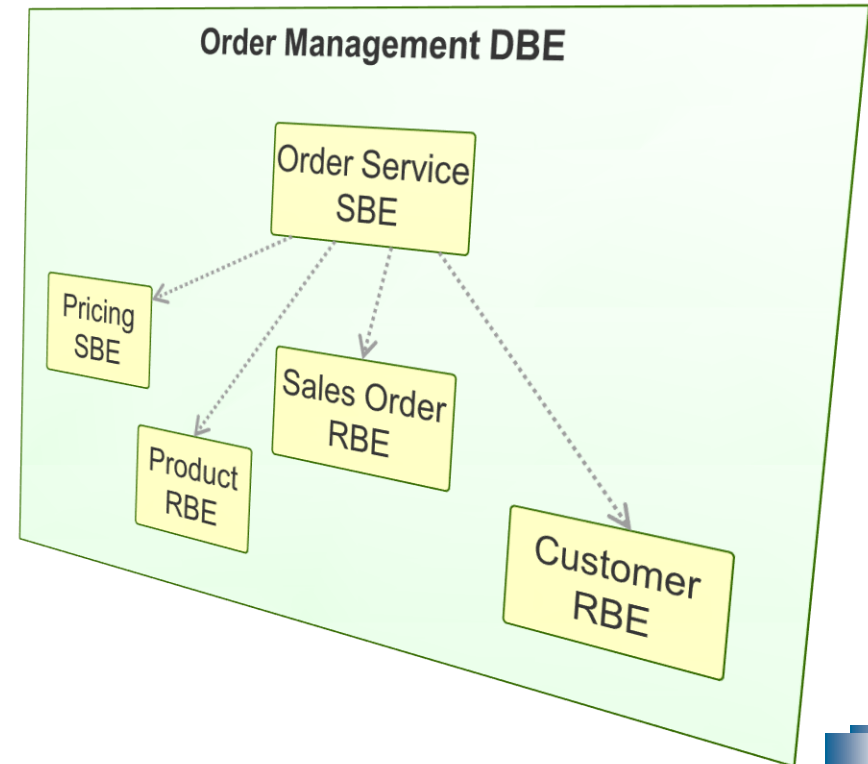 Order Management DBE
Order Service
SBE
Pricing
SBE
Sales Order
RBE
Product
RBE
Customer
RBE